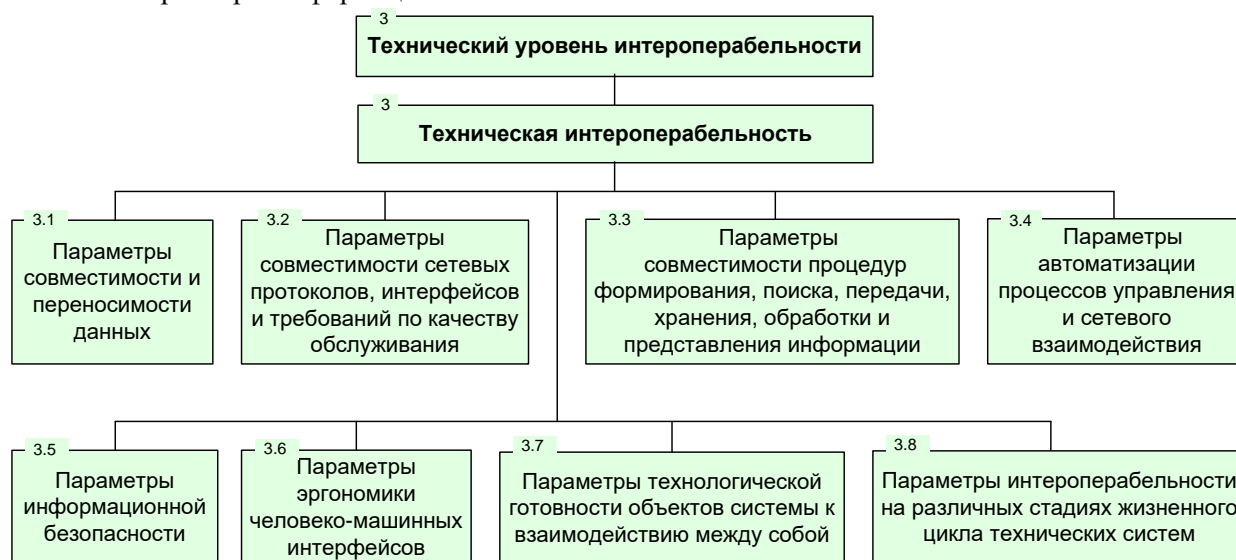 3
Технический уровень интероперабельности
3
Техническая интероперабельность
3.1
Параметры
совместимости и
переносимости
данных
3.2
Параметры
совместимости сетевых
протоколов, интерфейсов
и требований по качеству
обслуживания
3.3
Параметры
совместимости процедур
формирования, поиска, передачи,
хранения, обработки и
представления информации
3.4
Параметры
автоматизации
процессов управления
и сетевого
взаимодействия
3.5
Параметры
информационной
безопасности
3.6
Параметры
эргономики
человеко-машинных
интерфейсов
3.7
Параметры технологической
готовности объектов системы к
взаимодействию между собой
3.8
Параметры интероперабельности
на различных стадиях жизненного
цикла технических систем